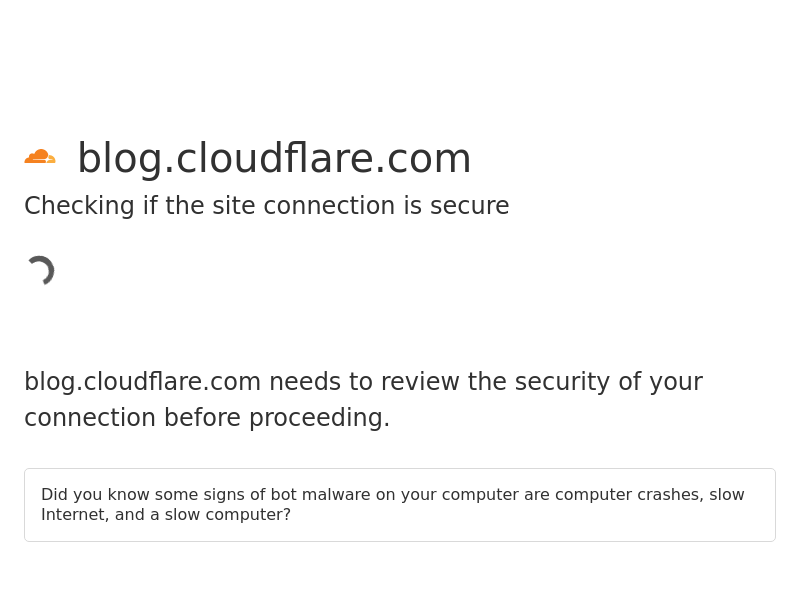 blog.cloudflare.com
Checking if the site connection is secure
blog.cloudflare.com needs to review the security of your
connection before proceeding.
Did you know some signs of bot malware on your computer are computer crashes, slow
Internet, and a slow computer?